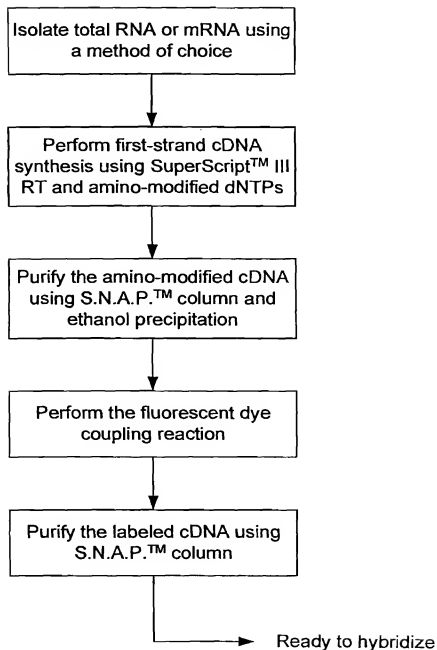 Isolate total RNA or mRNA using
a method of choice
Perform first-strand cDNA
synthesis using SuperScript™ III
RT and amino-modified dNTPs
Purify the amino-modified cDNA
using S.N.A.P.™ column and
ethanol precipitation
Perform the fluorescent dye
coupling reaction
Purify the labeled cDNA using
S.N.A.P.™ column
Ready to hybridize